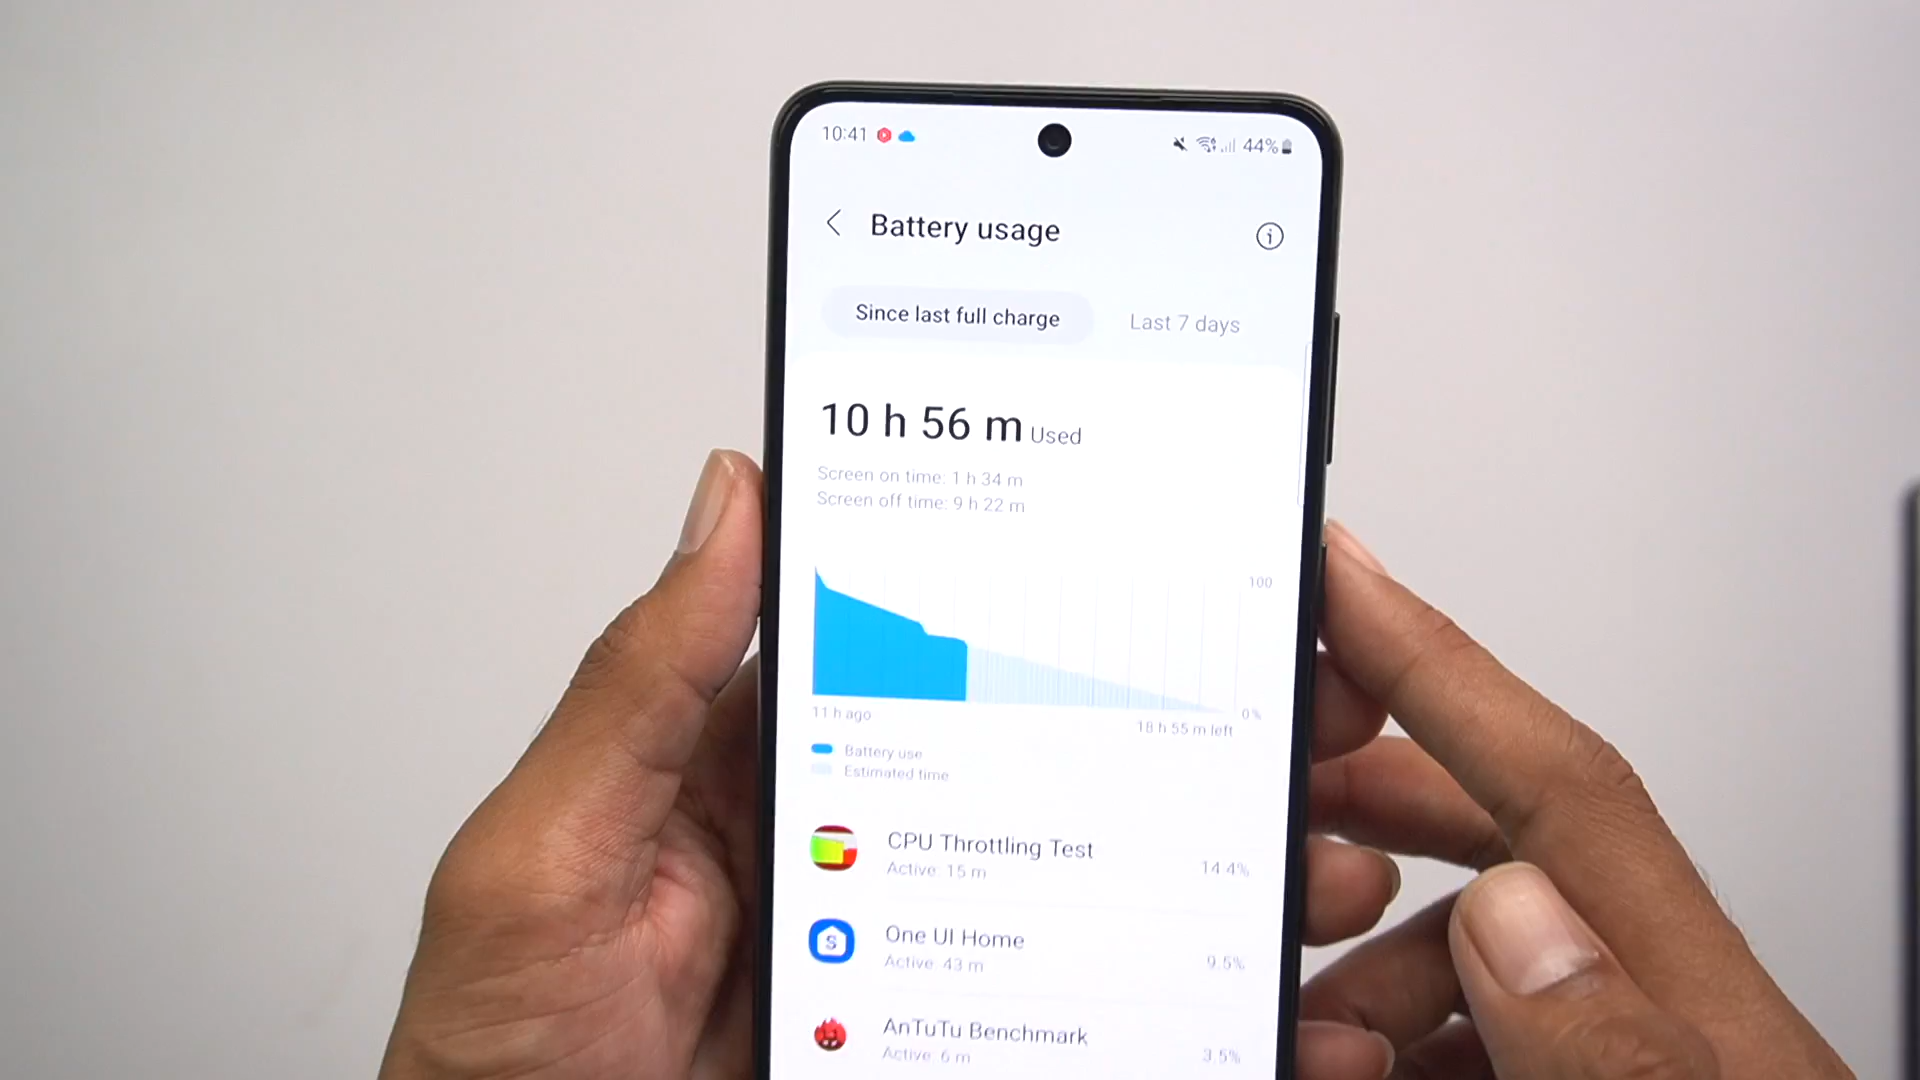 10:41 44%
Battery usage
Since last full charge Last 7 days
10 h 56 m Used
Screen on time: 1 h 34 m
Screen off time: 9 h 22 m
100
0%
11 h ago 18 h 55 m left
Battery use
Estimated time
CPU Throttling Test
Active: 15 m 14.4%
One UI Home
Active: 43 m 9.5%
AnTuTu Benchmark
Active: 6 m 3.5%